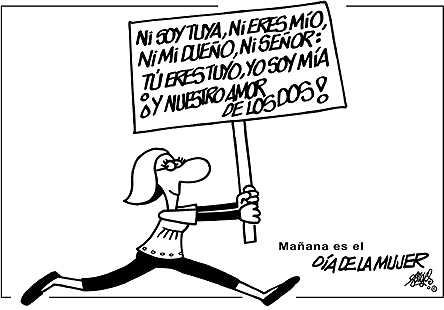 NI SOY TUYA, NI ERES MÍO,
NI MI DUEÑO, NI SEÑOR:
TÚ ERES TUYO, YO SOY MÍA
¡Y NUESTRO AMOR
DE LOS DOS!
Mañana es el
DÍA DE LA MUJER